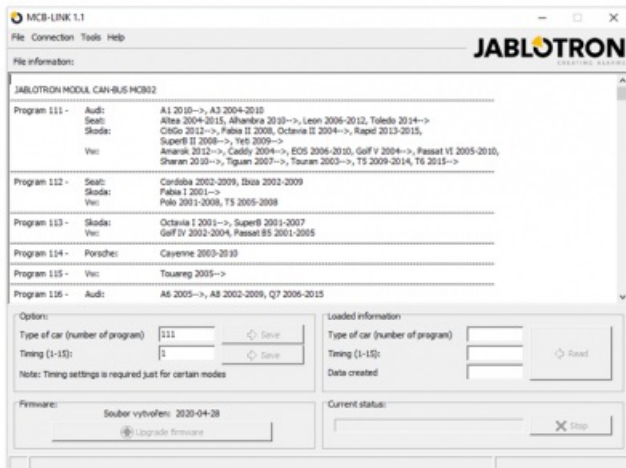 MCB-LINK 1.1
File Connection Tools Help
JABLOTRON
CREATING ALARMS
File information:
JABLOTRON MODUL CAN-BUS MCB02
Program 111 - Audi: A1 2010-->, A3 2004-2010
Seat: Altea 2004-2015, Alhambra 2010-->, Leon 2006-2012, Toledo 2014-->
Skoda: CitiGo 2012-->, Fabia II 2008, Octavia II 2004-->, Rapid 2013-2015,
SuperB II 2008-->, Yeti 2009-->
Vw: Amarok 2012-->, Caddy 2004-->, EOS 2006-2010, Golf V 2004-->, Passat VI 2005-2010,
Sharan 2010-->, Tiguan 2007-->, Touran 2003-->, T5 2009-2014, T6 2015-->
Program 112 - Seat: Cordoba 2002-2009, Ibiza 2002-2009
Skoda: Fabia I 2001-->
Vw: Polo 2001-2008, T5 2005-2008
Program 113 - Skoda: Octavia I 2001-->, SuperB 2001-2007
Vw: Golf IV 2002-2004, Passat B5 2001-2005
Program 114 - Porsche: Cayenne 2003-2010
Program 115 - Vw: Touareg 2005-->
Program 116 - Audi: A6 2005-->, A8 2002-2009, Q7 2006-2015
Option:
Type of car (number of program) 111 Save
Timing (1-15): 1 Save
Note: Timing settings is required just for certain modes
Loaded information
Type of car (number of program)
Timing (1-15):
Data created
Read
Firmware:
Soubor vytvořen: 2020-04-28
Upgrade firmware
Current status:
Stop